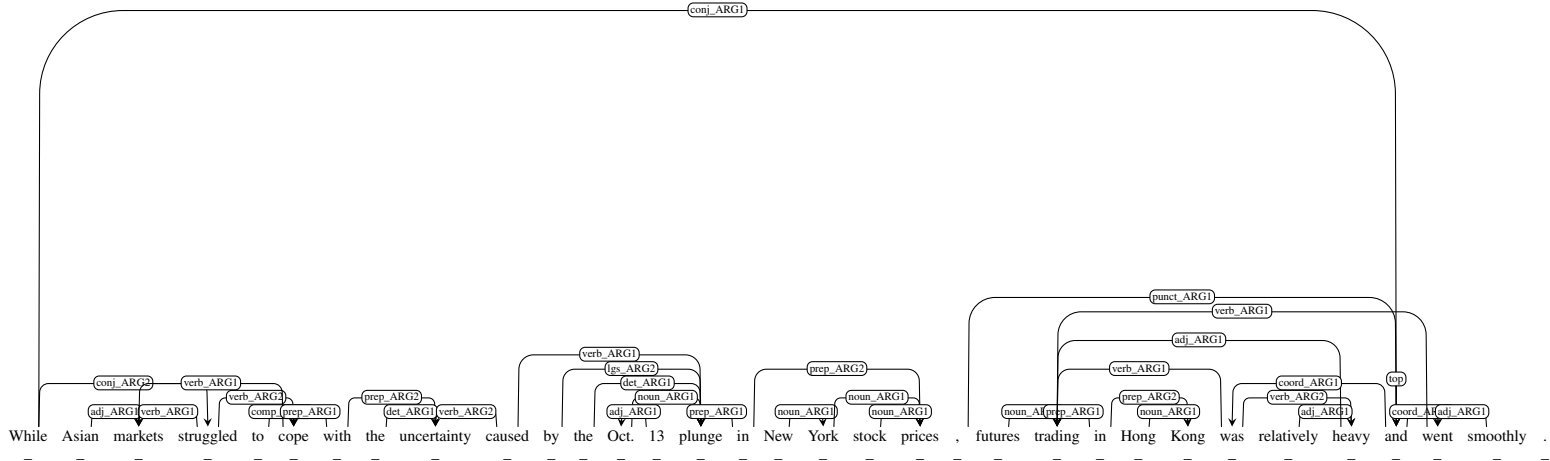 conj_ARG1
punct_ARG1
verb_ARG1
adj_ARG1
verb_ARG1
lgs_ARG2 prep_ARG2 verb_ARG1
top
conj_ARG2 verb_ARG1 det_ARG1 coord_ARG1
verb_ARG2 prep_ARG2 noun_ARG1 noun_ARG1 prep_ARG2 verb_ARG2
adj_ARG1 verb_ARG1 comp_ prep_ARG1 det_ARG1 verb_ARG2 adj_ARG1 prep_ARG1 noun_ARG1 noun_ARG1 prep_ARG1 noun_ARG1 adj_ARG1 adj_ARG1
While Asian markets struggled to cope with the uncertainty caused by the Oct. 13 plunge in New York stock prices , futures trading in Hong Kong was relatively heavy and went smoothly .
_ _ _ _ _ _ _ _ _ _ _ _ _ _ _ _ _ _ _ _ _ _ _ _ _ _ _ _ _ _ _ _ _